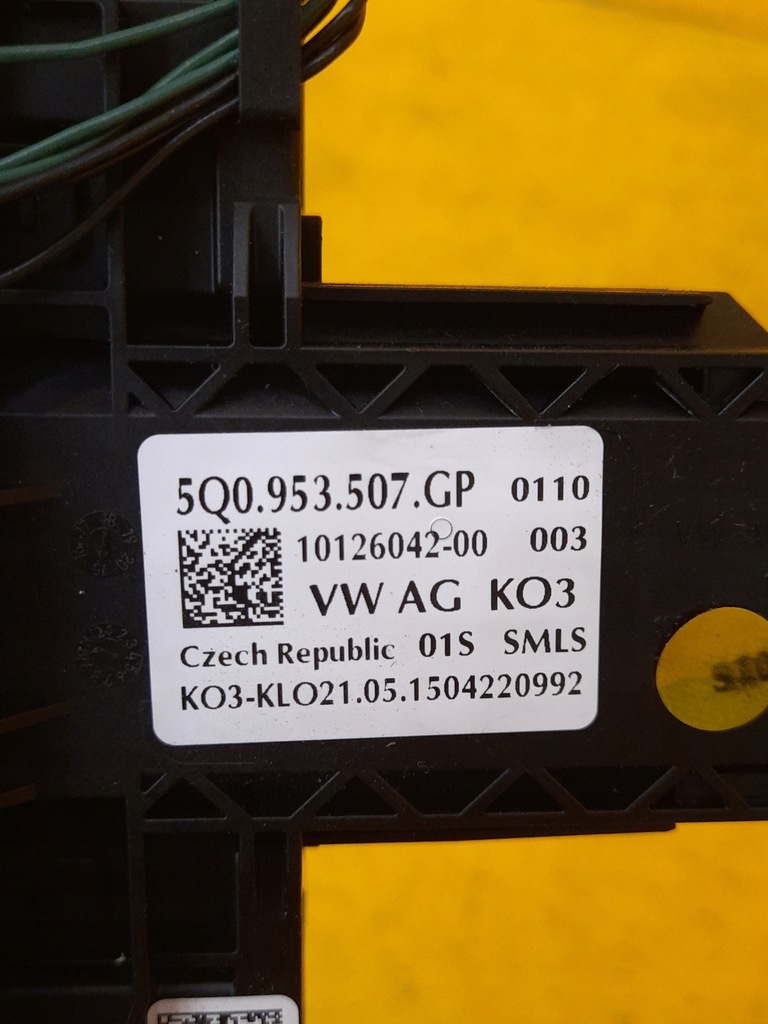 5Q0.953.507.GP 0110
10126042-00 003
VW AG KO3
Czech Republic 01S SMLS
KO3-KLO21.05.1504220992